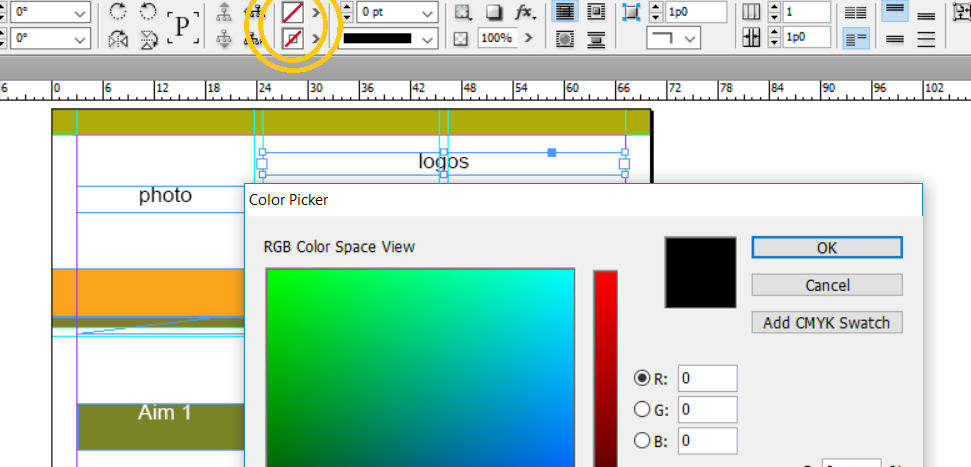 0° P 0 pt fx. 1p0 1
0° 100% 1p0
6 0 6 12 18 24 30 36 42 48 54 60 66 72 78 84 90 96 102
logos
photo
Color Picker
RGB Color Space View
OK
Cancel
Add CMYK Swatch
R: 0
G: 0
Aim 1
B: 0